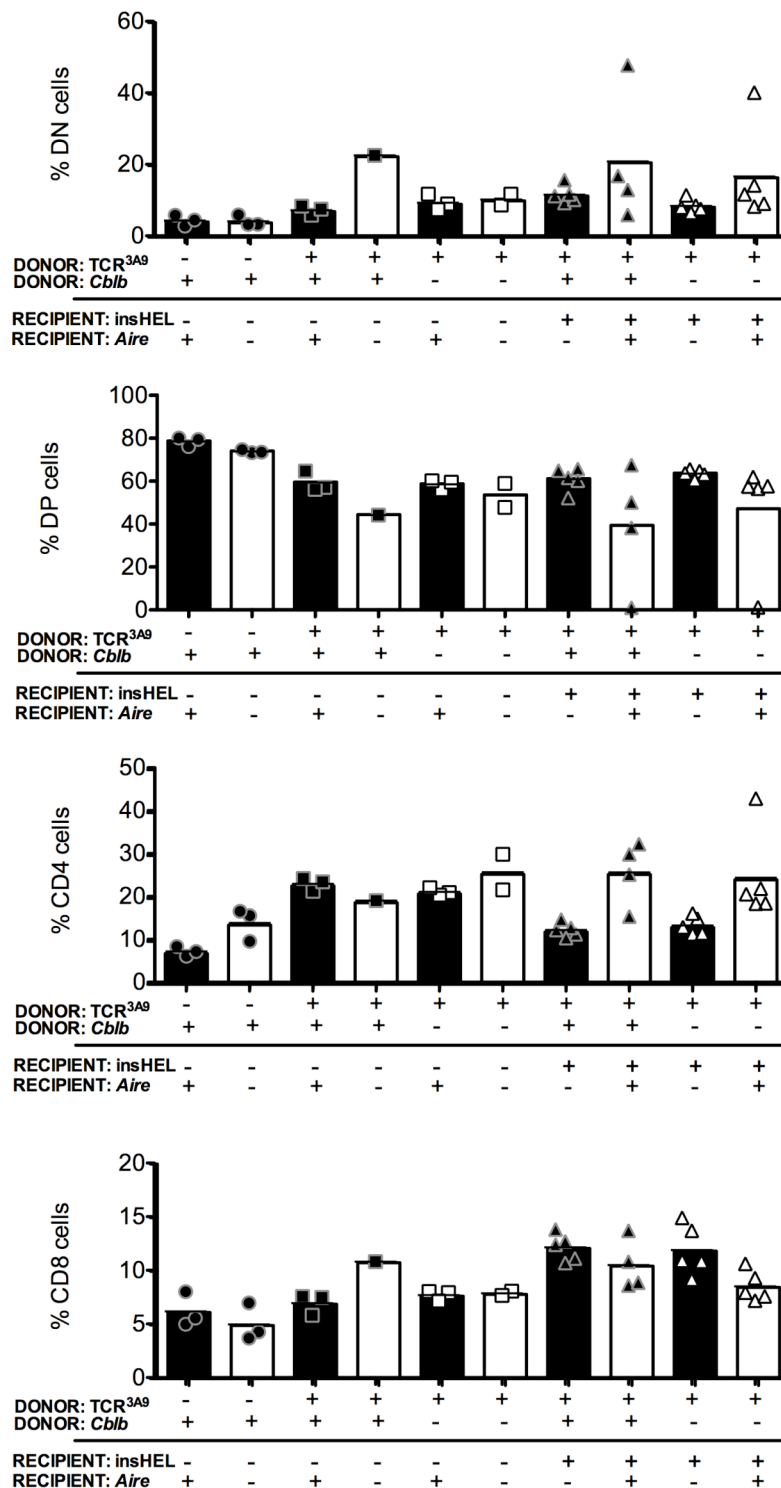 % DN cells
60
40
20
0
DONOR: TCR³ᴬ⁹ - - + + + + + + + +
DONOR: Cblb + + + + - - + + - -
RECIPIENT: insHEL - - - - - - + + + +
RECIPIENT: Aire + - + - + - - + - +
% DP cells
100
80
60
40
20
0
DONOR: TCR³ᴬ⁹ - - + + + + + + + +
DONOR: Cblb + + + + - - + + - -
RECIPIENT: insHEL - - - - - - + + + +
RECIPIENT: Aire + - + - + - - + - +
% CD4 cells
50
40
30
20
10
0
DONOR: TCR³ᴬ⁹ - - + + + + + + + +
DONOR: Cblb + + + + - - + + - -
RECIPIENT: insHEL - - - - - - + + + +
RECIPIENT: Aire + - + - + - - + - +
% CD8 cells
20
15
10
5
0
DONOR: TCR³ᴬ⁹ - - + + + + + + + +
DONOR: Cblb + + + + - - + + - -
RECIPIENT: insHEL - - - - - - + + + +
RECIPIENT: Aire + - + - + - - + - +